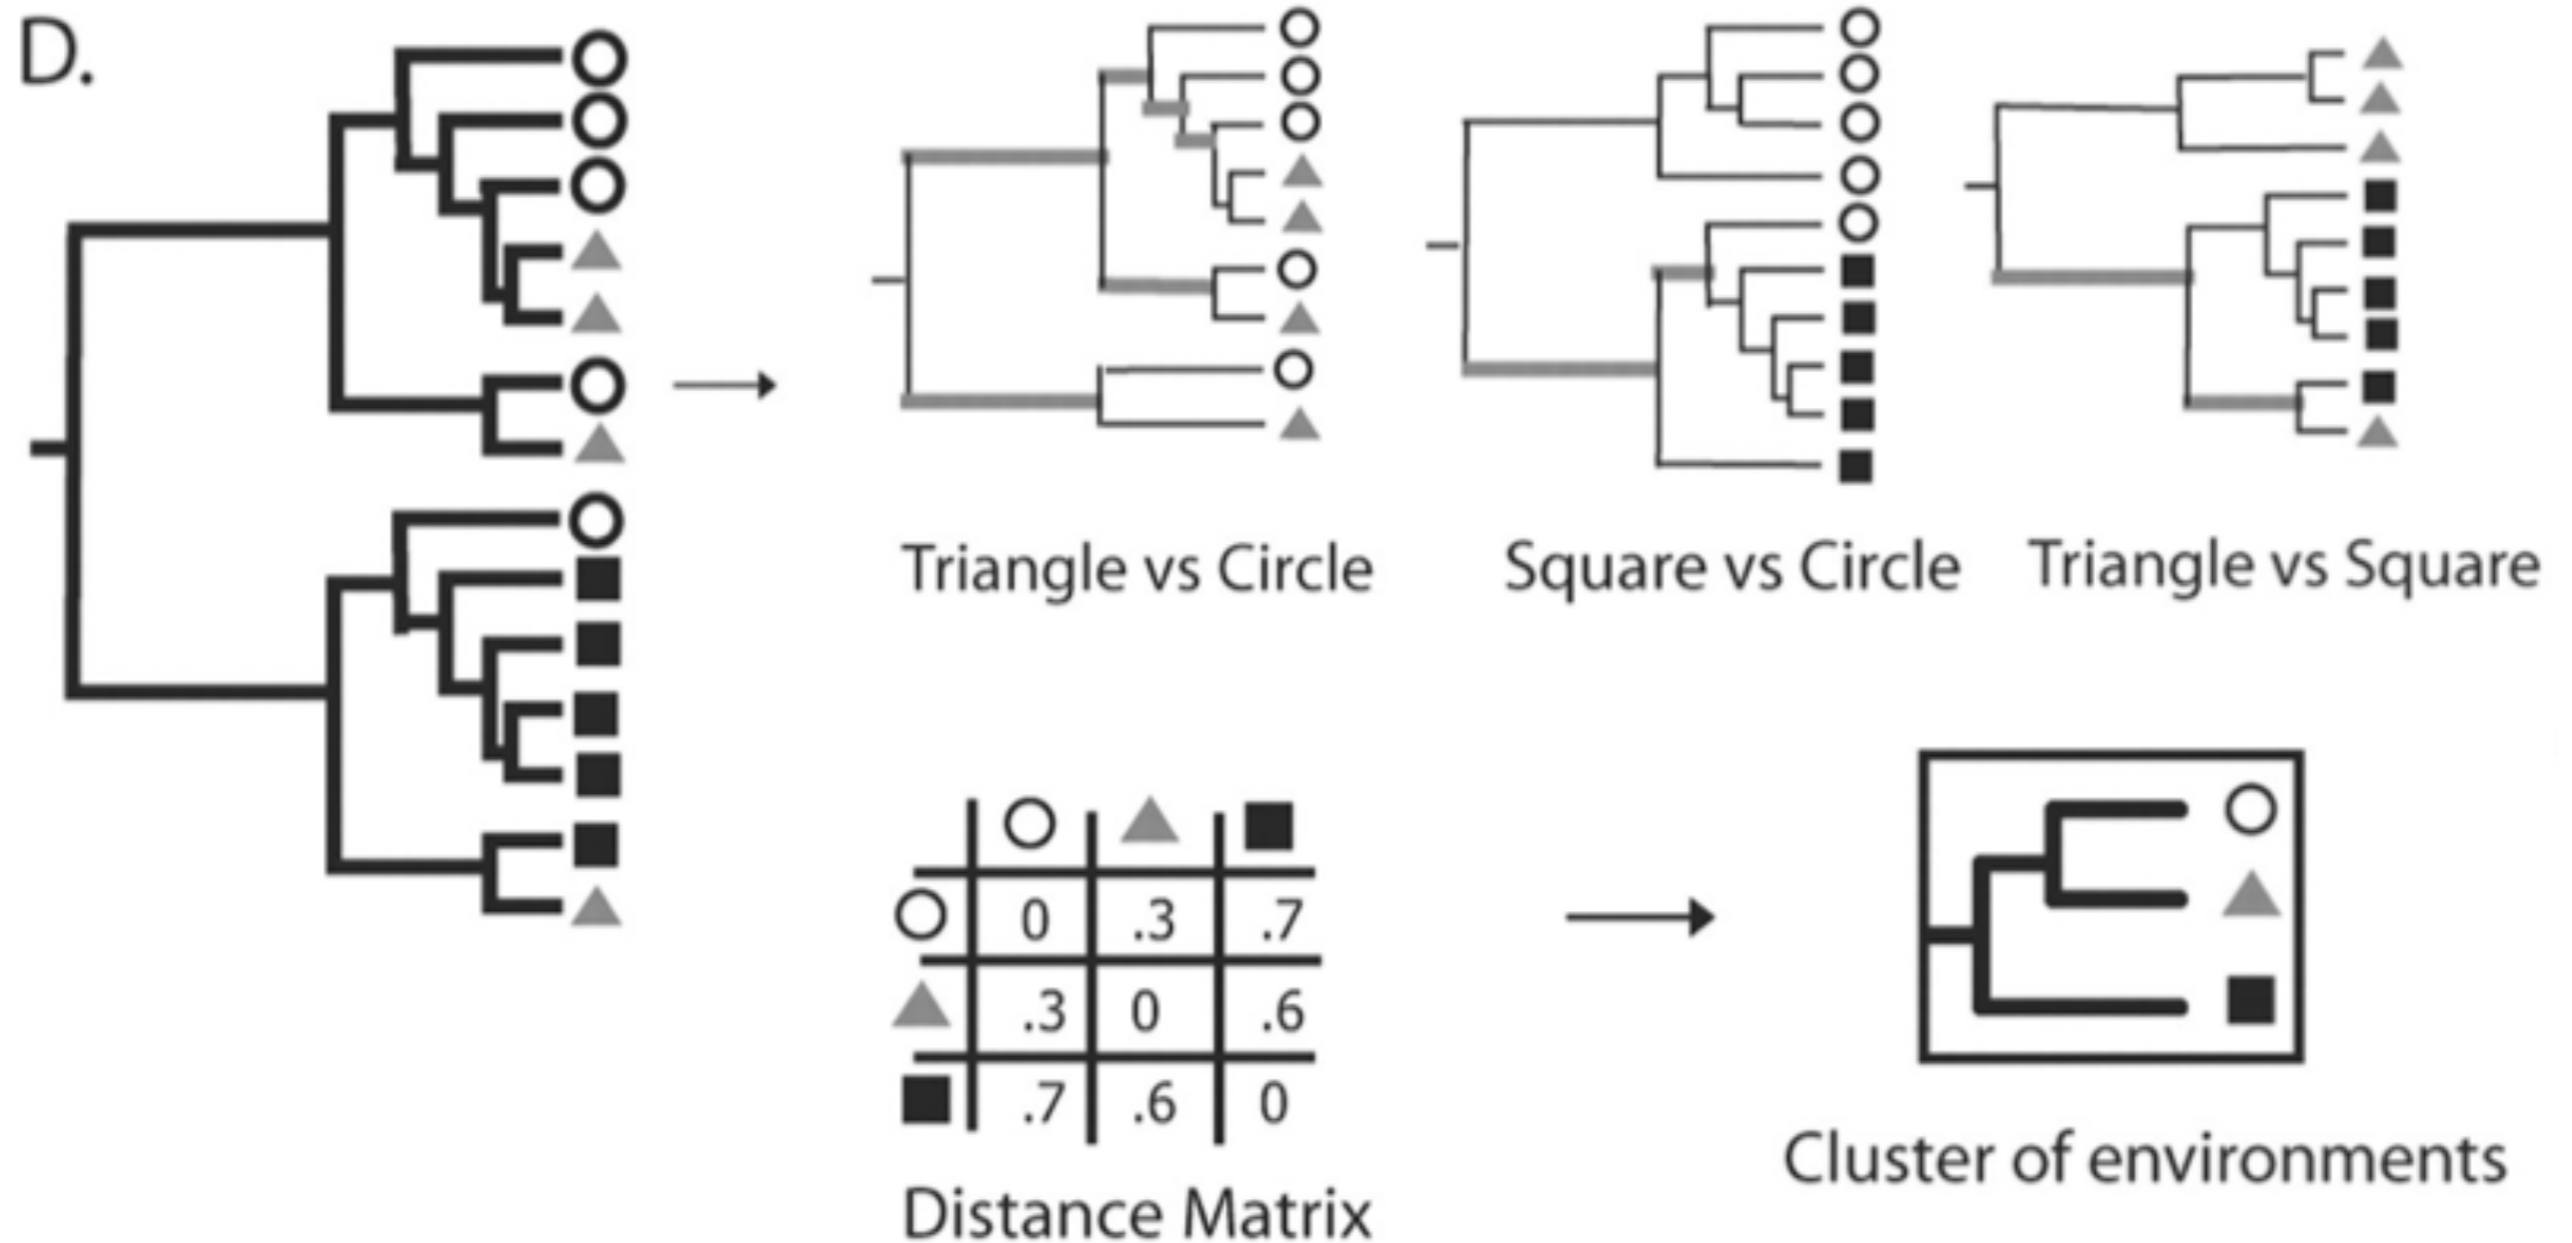 D.
Triangle vs Circle
Square vs Circle
Triangle vs Square
0 .3 .7
.3 0 .6
.7 .6 0
Distance Matrix
Cluster of environments